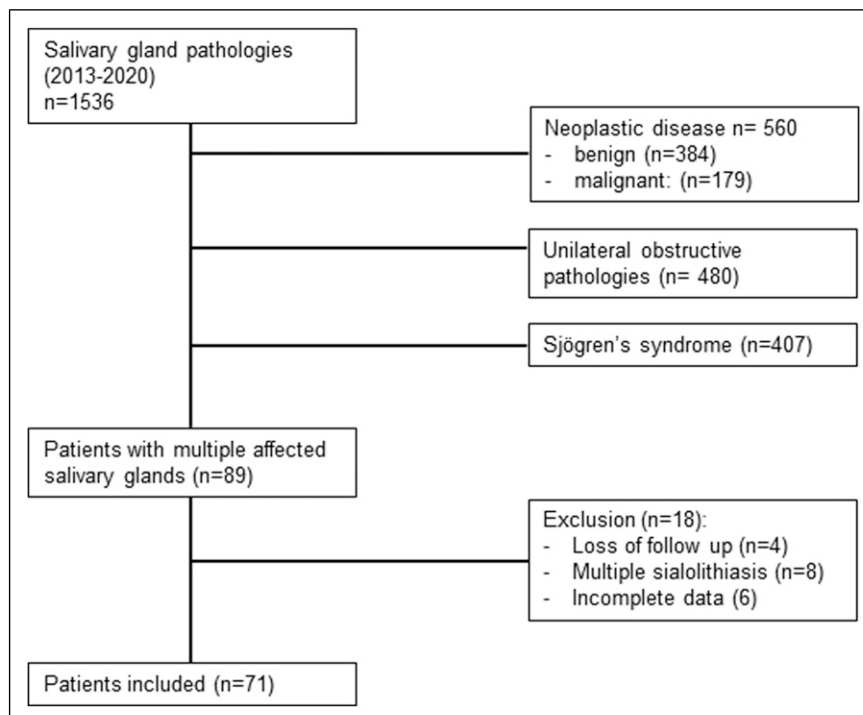 Salivary gland pathologies
(2013-2020)
n=1536
Neoplastic disease n= 560
- benign (n=384)
- malignant: (n=179)
Unilateral obstructive
pathologies (n= 480)
Sjögren's syndrome (n=407)
Patients with multiple affected
salivary glands (n=89)
Exclusion (n=18):
- Loss of follow up (n=4)
- Multiple sialolithiasis (n=8)
- Incomplete data (6)
Patients included (n=71)